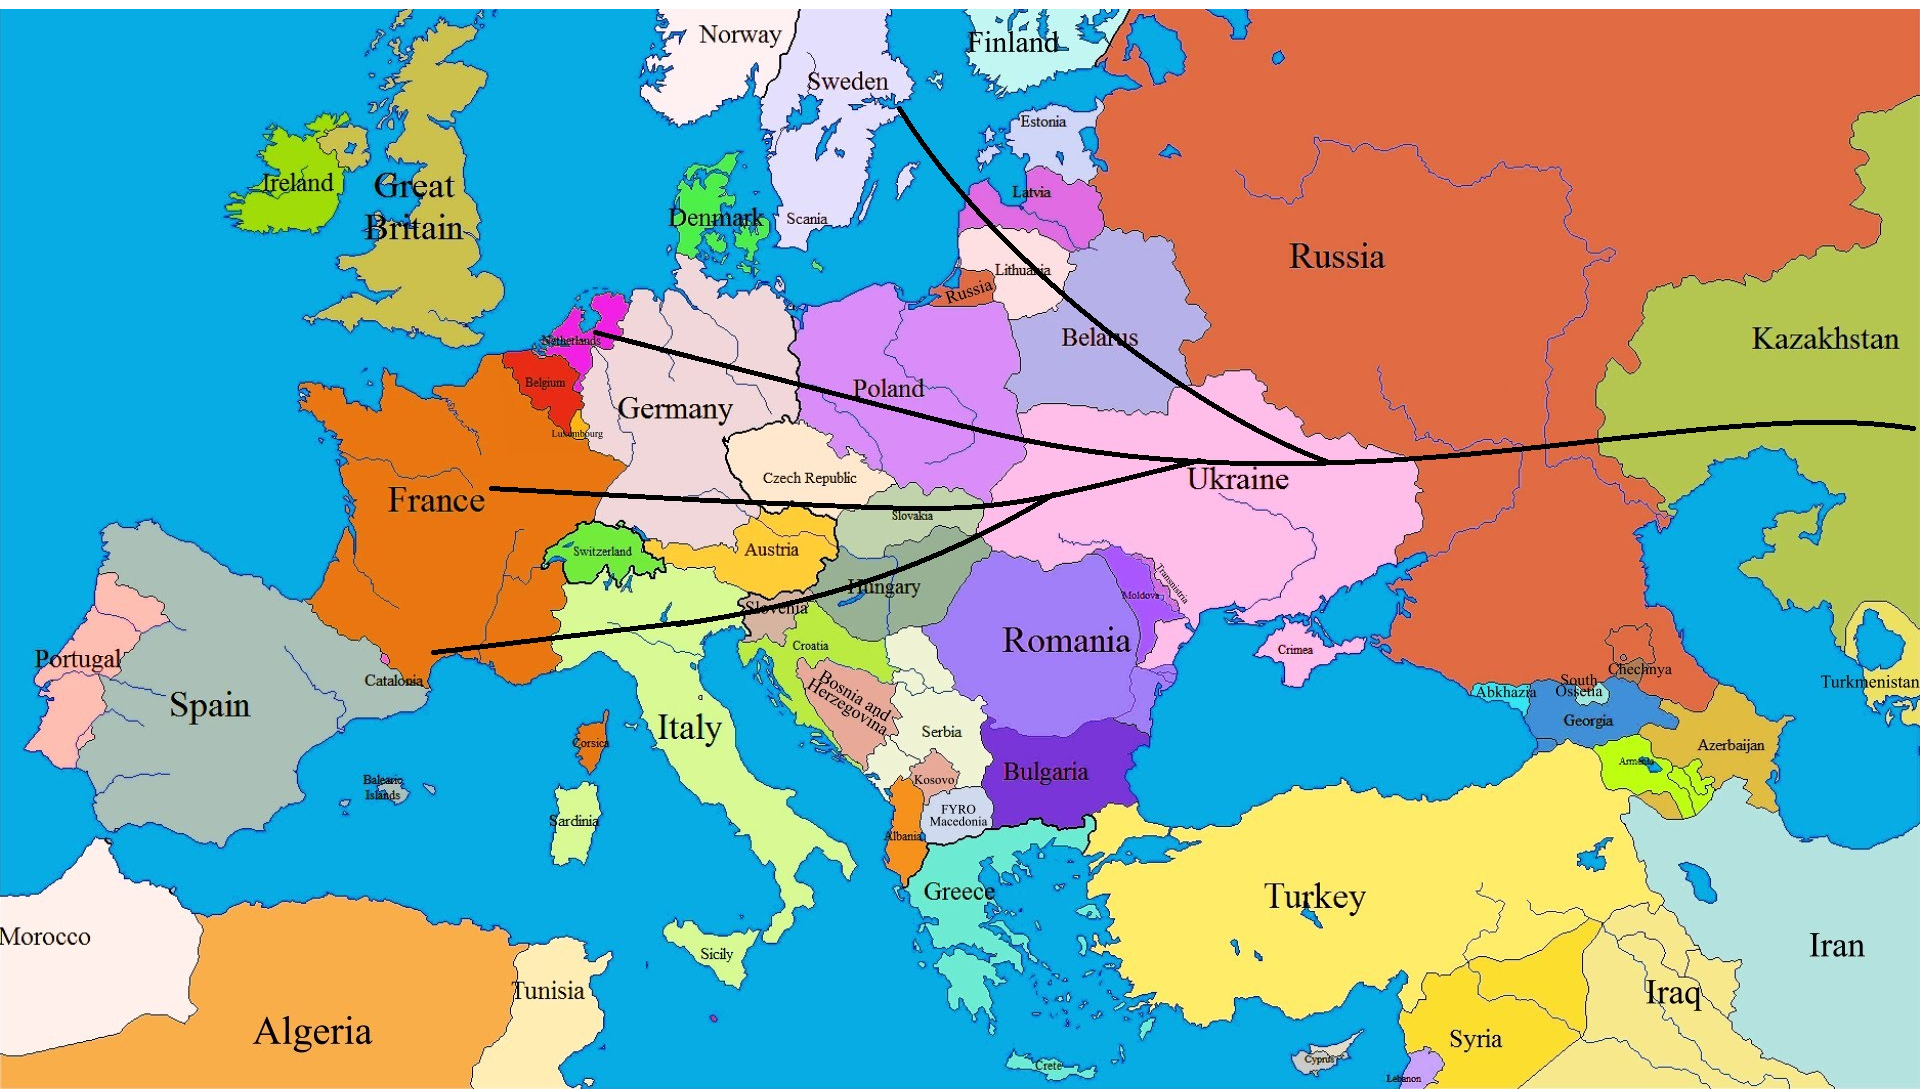 Norway
Finland
Sweden
Estonia
Ireland
Great
Britain
Latvia
Denmark
Scania
Russia
Lithuania
Russia
Netherlands
Belarus
Kazakhstan
Belgium
Poland
Germany
Luxembourg
Czech Republic
Ukraine
France
Slovakia
Switzerland
Austria
Hungary
Moldova
Transnistria
Slovenia
Romania
Croatia
Crimea
Portugal
Catalonia
Chechnya
South
Ossetia
Turkmenistan
Abkhazia
Spain
Bosnia and
Herzegovina
Georgia
Italy
Serbia
Corsica
Azerbaijan
Armenia
Bulgaria
Kosovo
Balearic
Islands
FYRO
Macedonia
Sardinia
Albania
Greece
Turkey
Morocco
Iran
Sicily
Tunisia
Iraq
Algeria
Syria
Cyprus
Crete
Lebanon